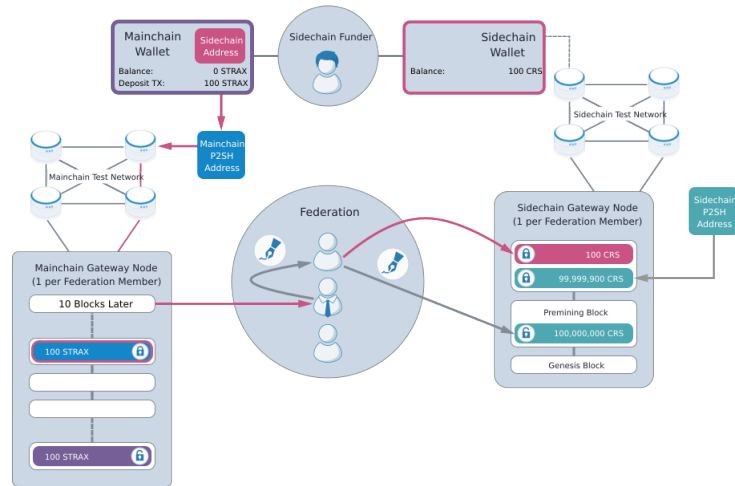 Mainchain
Wallet
Sidechain
Address
Balance: 0 STRAX
Deposit TX: 100 STRAX
Sidechain Funder
Sidechain
Wallet
Balance: 100 CRS
Mainchain
P2SH
Address
Mainchain Test Network
Sidechain Test Network
Mainchain Gateway Node
(1 per Federation Member)
10 Blocks Later
100 STRAX
100 STRAX
Federation
Sidechain Gateway Node
(1 per Federation Member)
100 CRS
99,999,900 CRS
Premining Block
100,000,000 CRS
Genesis Block
Sidechain
P2SH
Address